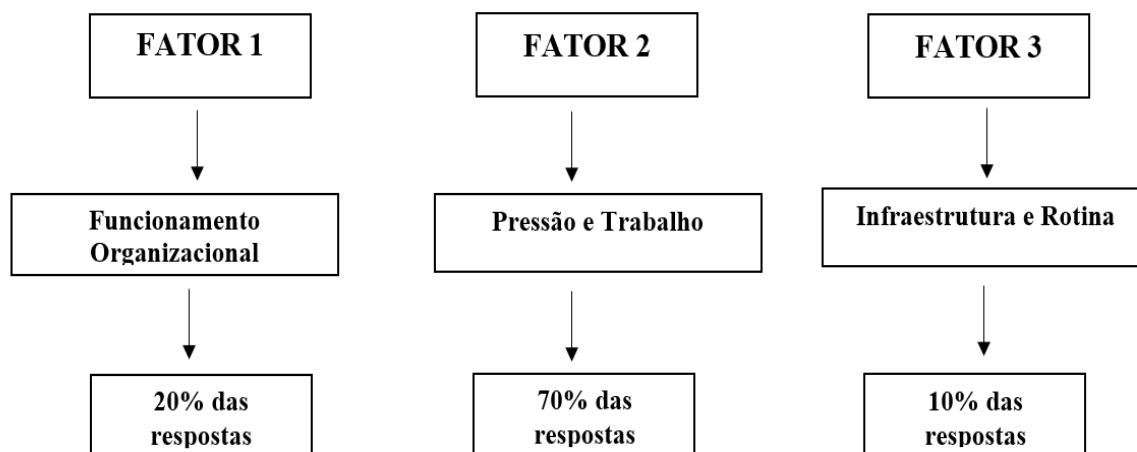 FATOR 1
FATOR 2
FATOR 3
Funcionamento
Organizacional
Pressão e Trabalho
Infraestrutura e Rotina
20% das
respostas
70% das
respostas
10% das
respostas